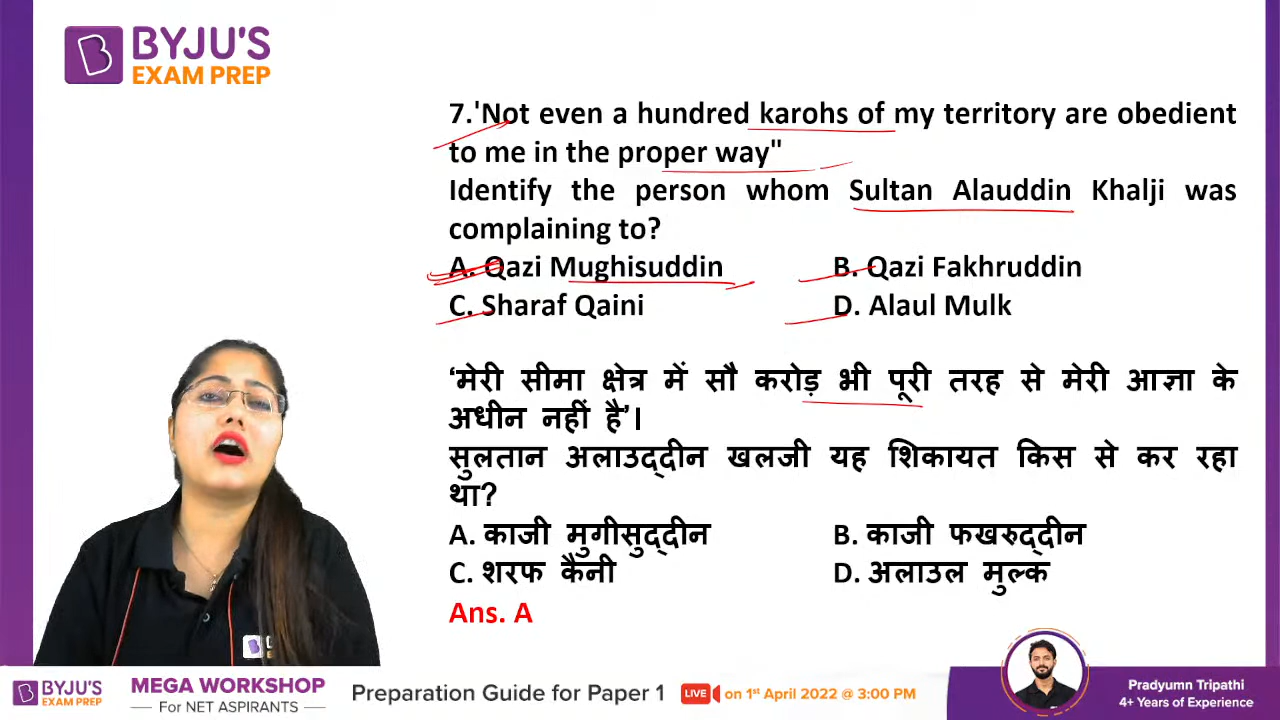 BYJU'S
EXAM PREP
7.'Not even a hundred karohs of my territory are obedient
to me in the proper way"
Identify the person whom Sultan Alauddin Khalji was
complaining to?
A. Qazi Mughisuddin B. Qazi Fakhruddin
C. Sharaf Qaini D. Alaul Mulk
‘मेरी सीमा क्षेत्र में सौ करोड़ भी पूरी तरह से मेरी आज्ञा के
अधीन नहीं है’।
सुलतान अलाउद्दीन खलजी यह शिकायत किस से कर रहा
था?
A. काजी मुगीसुद्दीन B. काजी फखरुद्दीन
C. शरफ कैनी D. अलाउल मुल्क
Ans. A
BYJU'S
EXAM PREP
MEGA WORKSHOP
For NET ASPIRANTS
Preparation Guide for Paper 1 LIVE on 1st April 2022 @ 3:00 PM
Pradyumn Tripathi
4+ Years of Experience